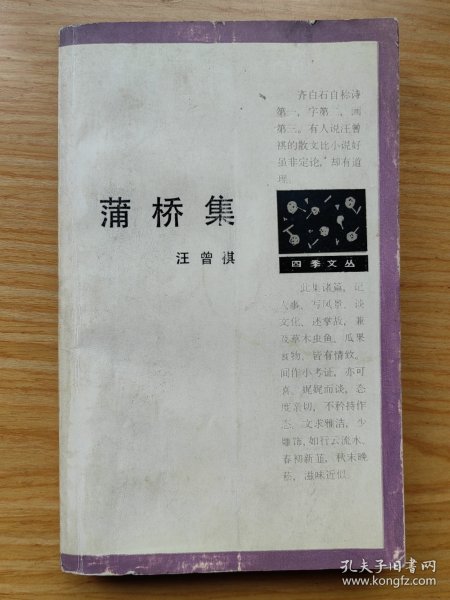 蒲桥集
汪曾祺
齐白石自称诗
第一，字第二，画
第三。有人说汪曾
祺的散文比小说好
虽非定论，却有道
理。
四季文丛
此集诸篇，记
人事、写风景、谈
文化、述掌故，兼
及草木虫鱼、瓜果
食物，皆有情致。
间作小考证，亦可
喜。娓娓而谈，态
度亲切，不矜持作
态。文求雅洁，少
雕饰，如行云流水。
春初新韭，秋末晚
菘，滋味近似。
孔夫子旧书网
www.kongfz.com